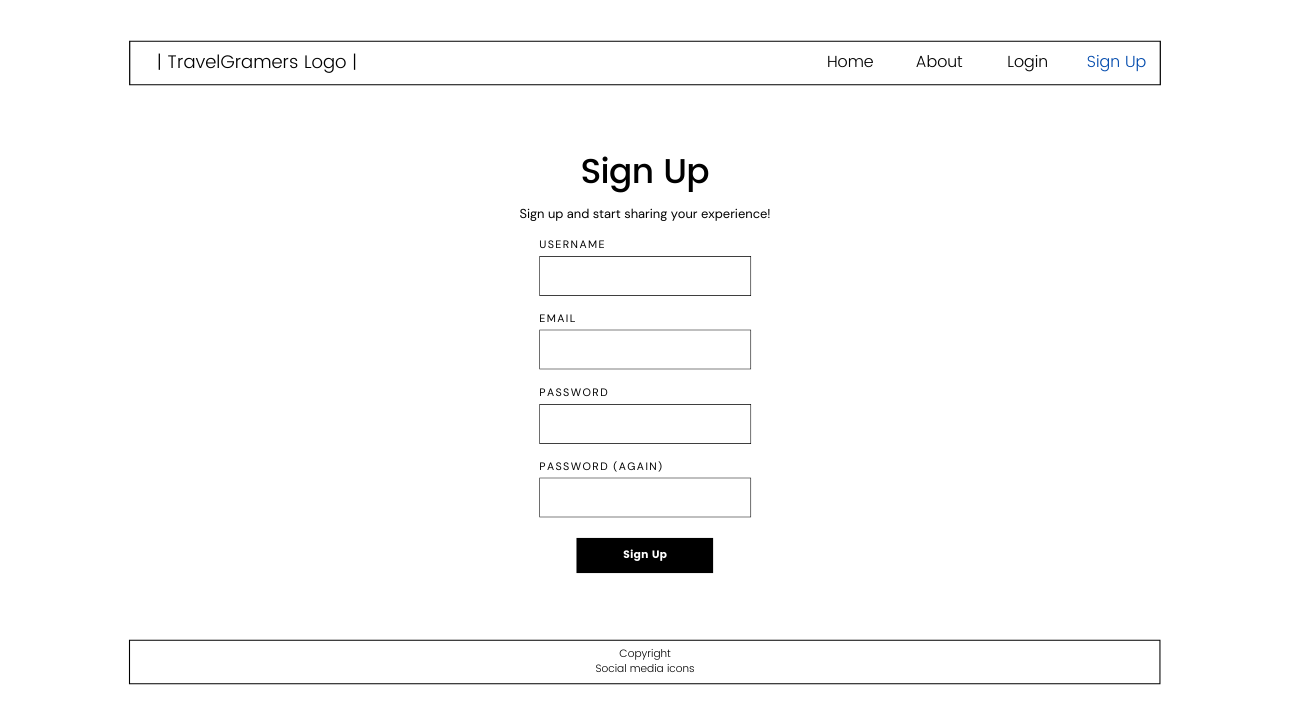 | TravelGramers Logo | Home About Login Sign Up
Sign Up
Sign up and start sharing your experience!
USERNAME
EMAIL
PASSWORD
PASSWORD (AGAIN)
Sign Up
Copyright
Social media icons